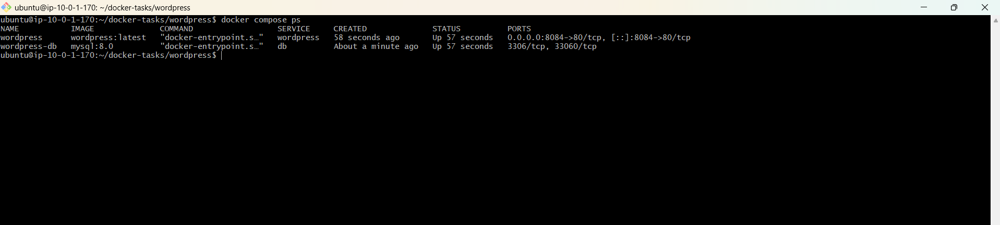 ubuntu@ip-10-0-1-170: ~/docker-tasks/wordpress
ubuntu@ip-10-0-1-170:~/docker-tasks/wordpress$ docker compose ps
NAME IMAGE COMMAND SERVICE CREATED STATUS PORTS
wordpress wordpress:latest "docker-entrypoint.s…" wordpress 58 seconds ago Up 57 seconds 0.0.0.0:8084->80/tcp, [::]:8084->80/tcp
wordpress-db mysql:8.0 "docker-entrypoint.s…" db About a minute ago Up 57 seconds 3306/tcp, 33060/tcp
ubuntu@ip-10-0-1-170:~/docker-tasks/wordpress$